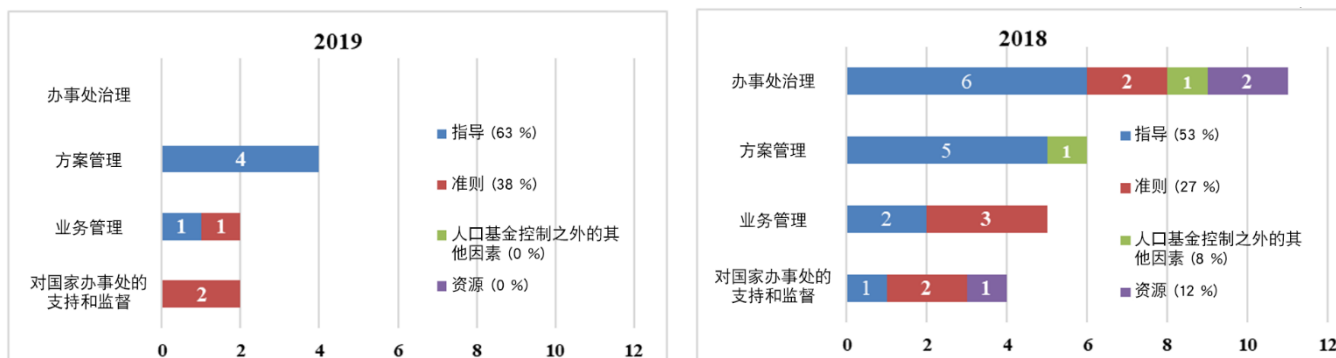 2019
办事处治理
方案管理
4
业务管理
1 1
对国家办事处的
支持和监督
2
指导 (63 %)
准则 (38 %)
人口基金控制之外的其
他因素 (0 %)
资源 (0 %)
0 2 4 6 8 10 12
2018
办事处治理
6 2 1 2
方案管理
5 1
业务管理
2 3
对国家办事处的
支持和监督
1 2 1
指导 (53 %)
准则 (27 %)
人口基金控制之外的其
他因素 (8 %)
资源 (12 %)
0 2 4 6 8 10 12